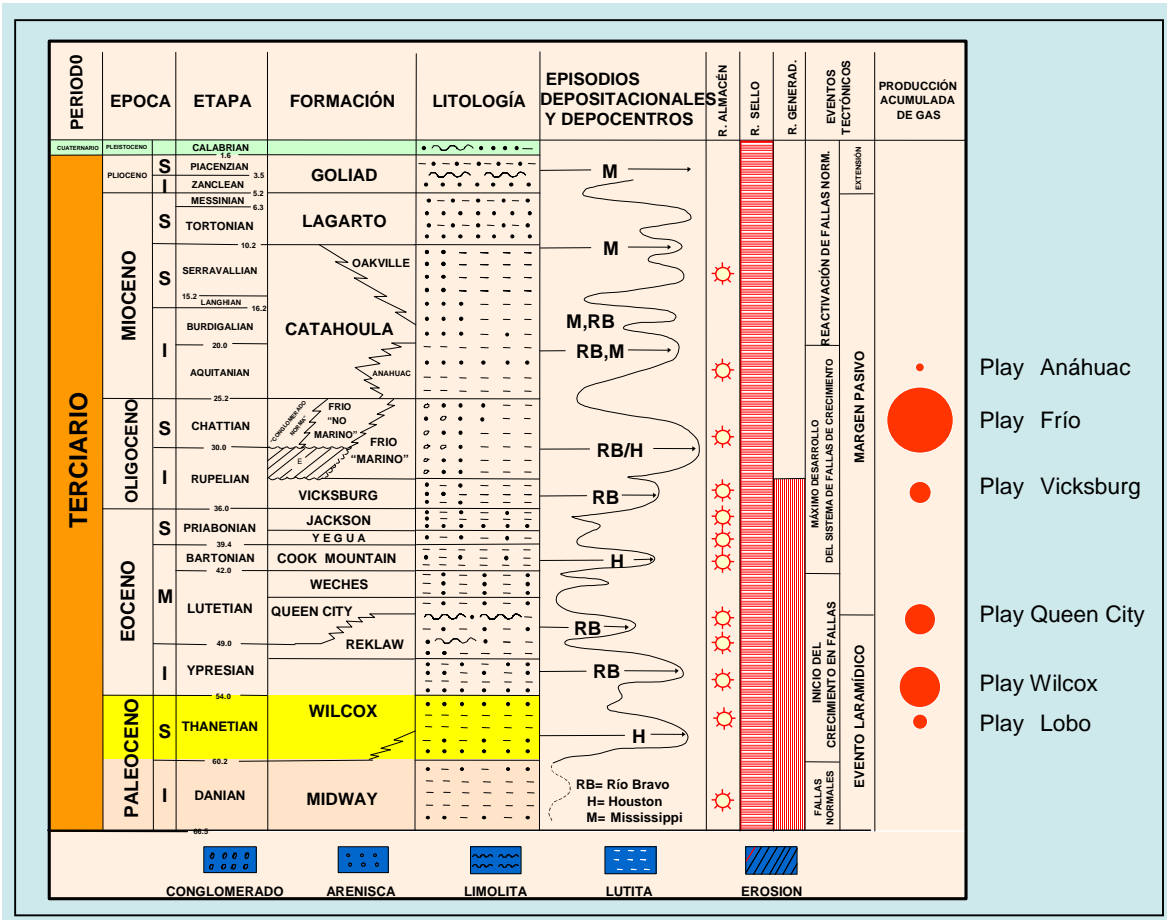 PERIOD0
EPOCA
ETAPA
FORMACIÓN
LITOLOGÍA
EPISODIOS
DEPOSITACIONALES
Y DEPOCENTROS
R. ALMACÉN
R. SELLO
R. GENERAD.
EVENTOS
TECTÓNICOS
PRODUCCIÓN
ACUMULADA
DE GAS
CUATERNARIO
PLEISTOCENO
CALABRIAN
1.6
TERCIARIO
PLIOCENO
S
PIACENZIAN
3.5
I
ZANCLEAN
5.2
GOLIAD
M
MIOCENO
S
MESSINIAN
6.3
TORTONIAN
10.2
LAGARTO
M
S
SERRAVALLIAN
15.2
LANGHIAN
16.2
OAKVILLE
I
BURDIGALIAN
20.0
AQUITANIAN
25.2
CATAHOULA
ANAHUAC
M,RB
RB,M
OLIGOCENO
S
CHATTIAN
30.0
I
RUPELIAN
36.0
"CONGLOMERADO
NORMA"
FRIO
"NO
MARINO"
FRIO
"MARINO"
E
VICKSBURG
RB/H
RB
EOCENO
S
PRIABONIAN
39.4
JACKSON
YEGUA
M
BARTONIAN
42.0
COOK MOUNTAIN
H
LUTETIAN
49.0
WECHES
QUEEN CITY
REKLAW
RB
I
YPRESIAN
54.0
RB
PALEOCENO
S
THANETIAN
60.2
WILCOX
H
I
DANIAN
66.5
MIDWAY
RB= Río Bravo
H= Houston
M= Mississippi
REACTIVACIÓN DE FALLAS NORM.
MÁXIMO DESARROLLO
DEL SISTEMA DE FALLAS DE CRECIMIENTO
INICIO DEL
CRECIMIENTO EN FALLAS
FALLAS
NORMALES
EXTENSIÓN
MARGEN PASIVO
EVENTO LARAMÍDICO
Play Anáhuac
Play Frío
Play Vicksburg
Play Queen City
Play Wilcox
Play Lobo
CONGLOMERADO
ARENISCA
LIMOLITA
LUTITA
EROSION